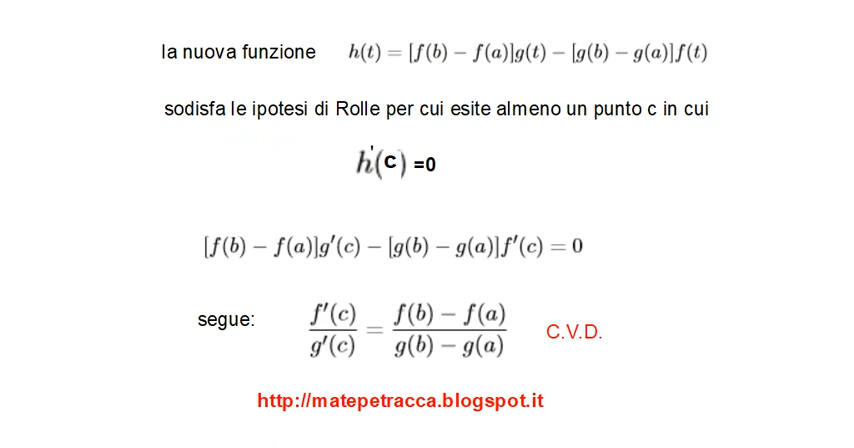 la nuova funzione h(t) = [f(b) − f(a)]g(t) − [g(b) − g(a)]f(t)
sodisfa le ipotesi di Rolle per cui esite almeno un punto c in cui
h'(c) =0
[f(b) − f(a)]g′(c) − [g(b) − g(a)]f′(c) = 0
segue: f′(c)/g′(c) = f(b) − f(a)/g(b) − g(a) C.V.D.
http://matepetracca.blogspot.it